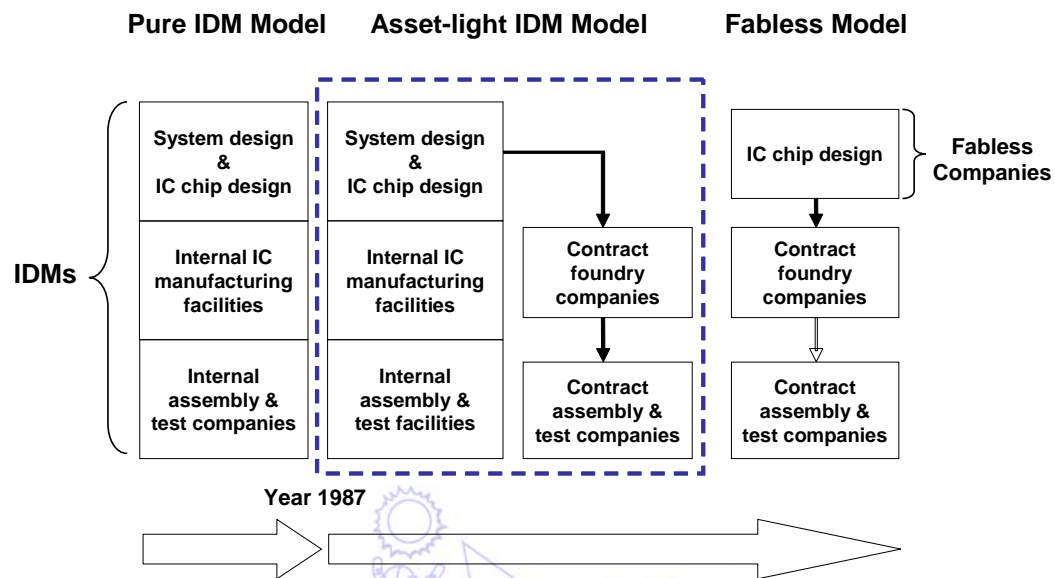 Pure IDM Model
Asset-light IDM Model
Fabless Model
IDMs
System design
&
IC chip design
Internal IC
manufacturing
facilities
Internal
assembly &
test companies
System design
&
IC chip design
Internal IC
manufacturing
facilities
Internal
assembly &
test facilities
Contract
foundry
companies
Contract
assembly &
test companies
IC chip design
Contract
foundry
companies
Contract
assembly &
test companies
Fabless
Companies
Year 1987